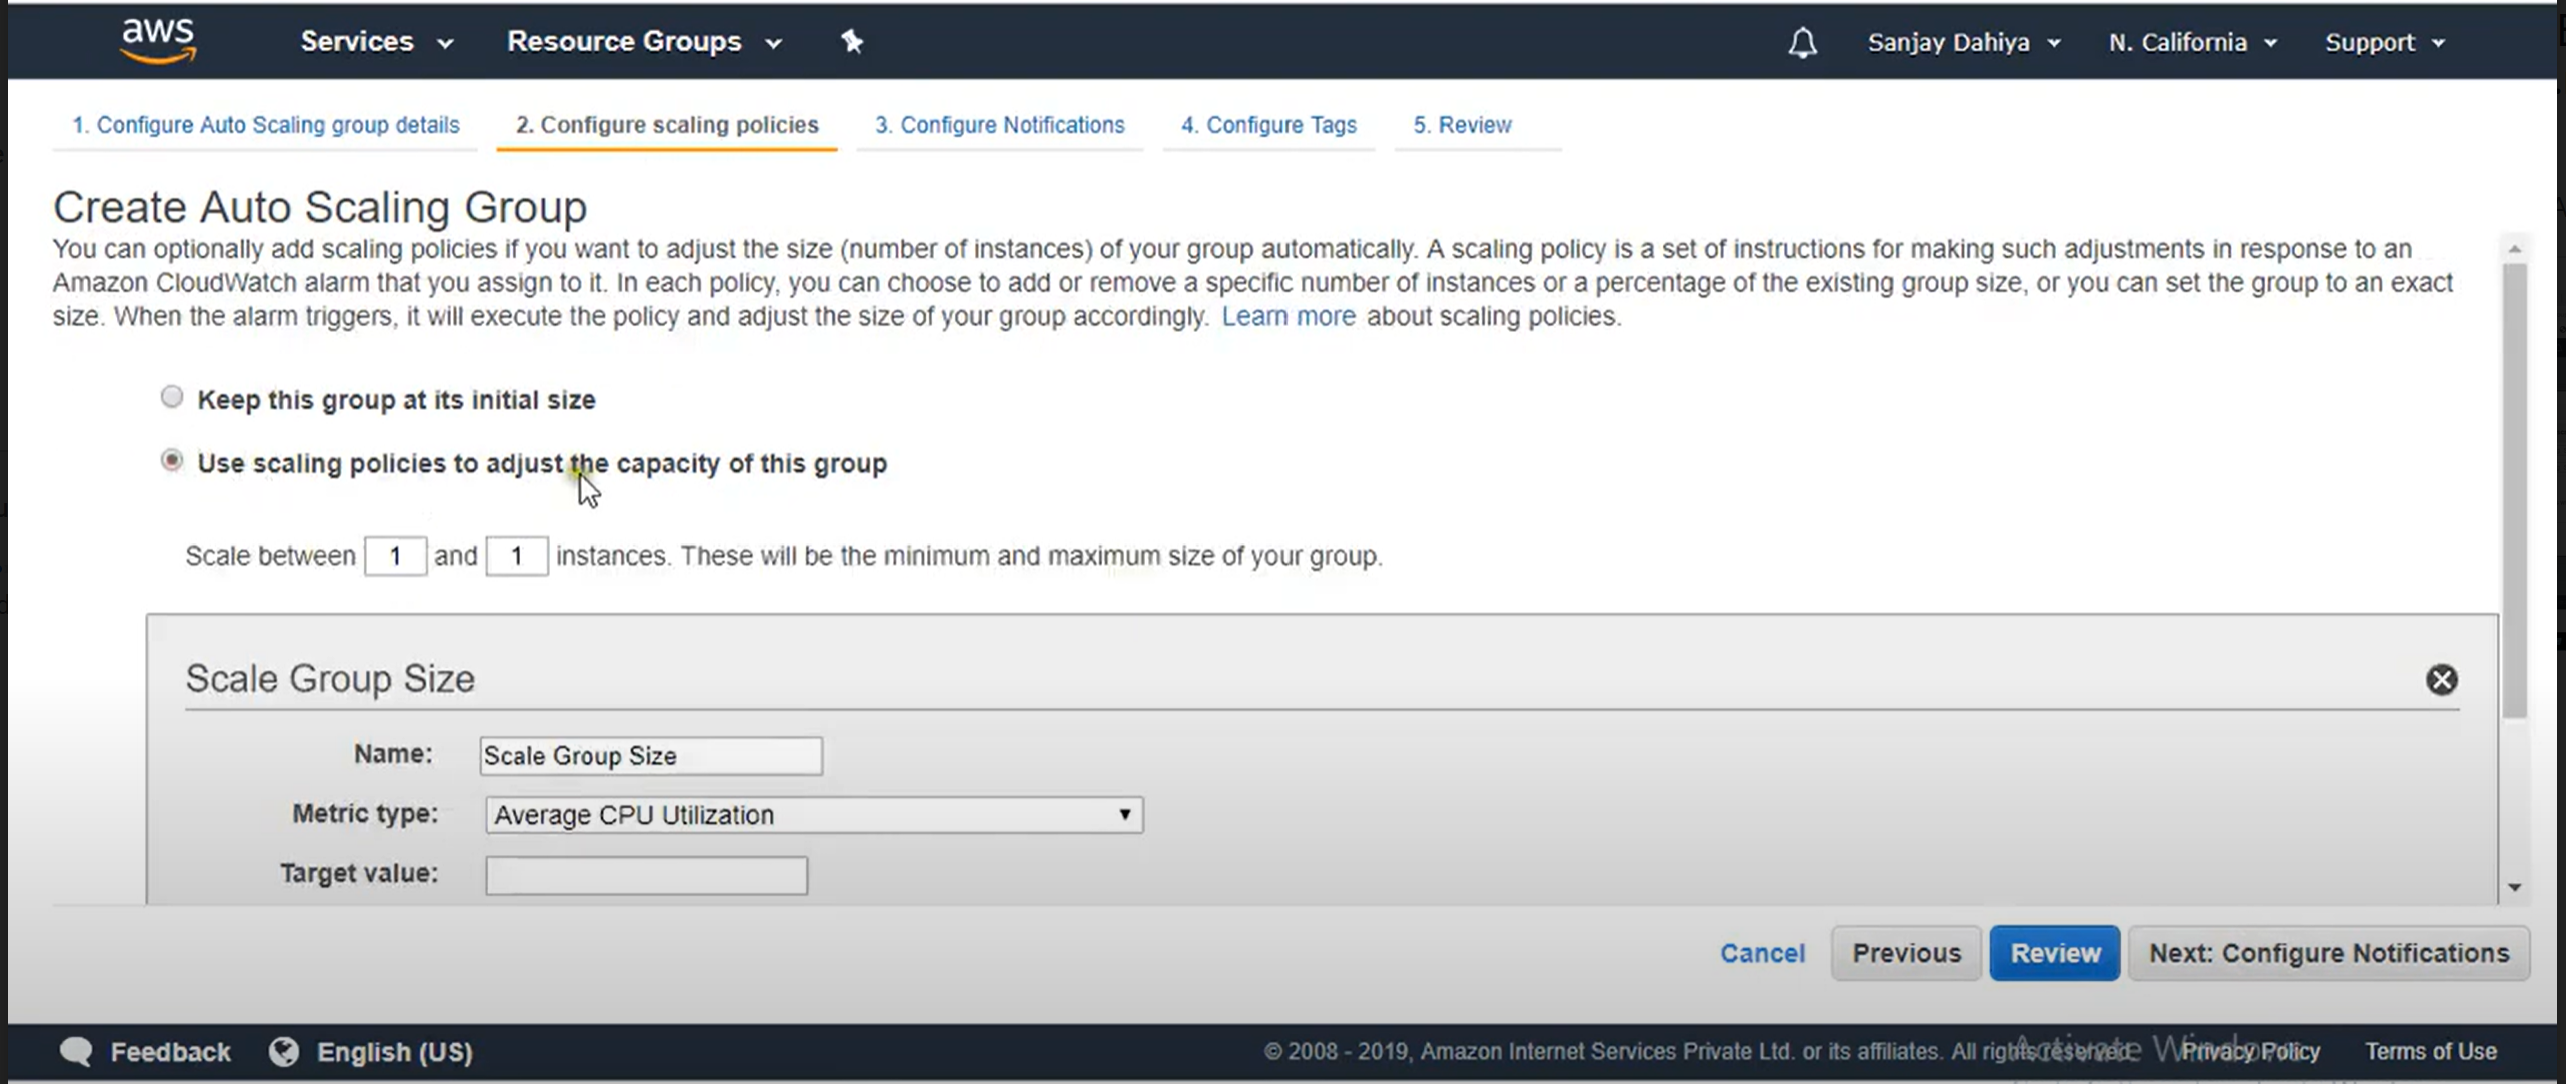 aws
Services Resource Groups Sanjay Dahiya N. California Support
1. Configure Auto Scaling group details 2. Configure scaling policies 3. Configure Notifications 4. Configure Tags 5. Review
Create Auto Scaling Group
You can optionally add scaling policies if you want to adjust the size (number of instances) of your group automatically. A scaling policy is a set of instructions for making such adjustments in response to an
Amazon CloudWatch alarm that you assign to it. In each policy, you can choose to add or remove a specific number of instances or a percentage of the existing group size, or you can set the group to an exact
size. When the alarm triggers, it will execute the policy and adjust the size of your group accordingly. Learn more about scaling policies.
Keep this group at its initial size
Use scaling policies to adjust the capacity of this group
Scale between 1 and 1 instances. These will be the minimum and maximum size of your group.
Scale Group Size
Name: Scale Group Size
Metric type: Average CPU Utilization
Target value:
Cancel Previous Review Next: Configure Notifications
Feedback English (US) © 2008 - 2019, Amazon Internet Services Private Ltd. or its affiliates. All rights reserved. Privacy Policy Terms of Use
Activate Windows